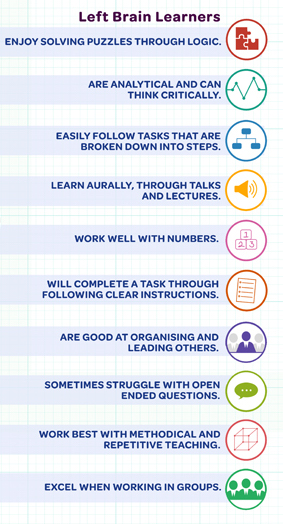 Left Brain Learners
ENJOY SOLVING PUZZLES THROUGH LOGIC.
ARE ANALYTICAL AND CAN
THINK CRITICALLY.
EASILY FOLLOW TASKS THAT ARE
BROKEN DOWN INTO STEPS.
LEARN AURALLY, THROUGH TALKS
AND LECTURES.
WORK WELL WITH NUMBERS.
1
2 3
WILL COMPLETE A TASK THROUGH
FOLLOWING CLEAR INSTRUCTIONS.
ARE GOOD AT ORGANISING AND
LEADING OTHERS.
SOMETIMES STRUGGLE WITH OPEN
ENDED QUESTIONS.
WORK BEST WITH METHODICAL AND
REPETITIVE TEACHING.
EXCEL WHEN WORKING IN GROUPS.